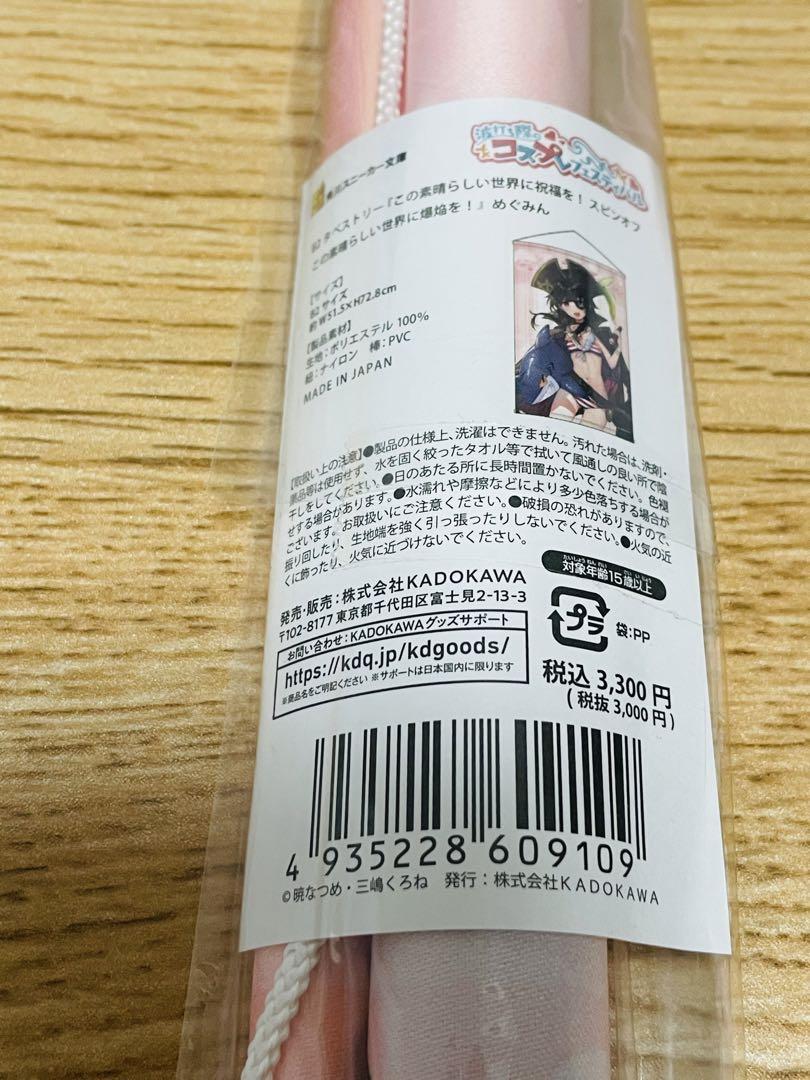 角川スニーカー文庫
波打ち際の
コスプレフェスティバル
B2タペストリー『この素晴らしい世界に祝福を！スピンオフ
この素晴らしい世界に爆焔を！』めぐみん
【サイズ】
B2サイズ
約W51.5×H72.8cm
【製品素材】
生地：ポリエステル 100%
紐：ナイロン 棒：PVC
MADE IN JAPAN
【取扱い上の注意】●製品の仕様上、洗濯はできません。汚れた場合は、洗剤・
薬品等は使用せず、水を固く絞ったタオル等で拭いて風通しの良い所で陰
干しをしてください。●日のあたる所に長時間置かないでください。色褪
せする場合があります。●水濡れや摩擦などにより多少色落ちする場合が
ございます。お取扱いにご注意ください。●破損の恐れがありますので、
振り回したり、生地端を強く引っ張ったりしないでください。●火気の近
くに飾ったり、火気に近づけないでください。
たいしょうねんれい さい いじょう
対象年齢15歳以上
発売・販売：株式会社KADOKAWA
〒102-8177 東京都千代田区富士見2-13-3
お問い合わせ：KADOKAWAグッズサポート
https://kdq.jp/kdgoods/
※商品名をご明記ください ※サポートは日本国内に限ります
プラ 袋：PP
税込 3,300円
(税抜 3,000円)
4 935228 609109
©暁なつめ・三嶋くろね 発行：株式会社KADOKAWA